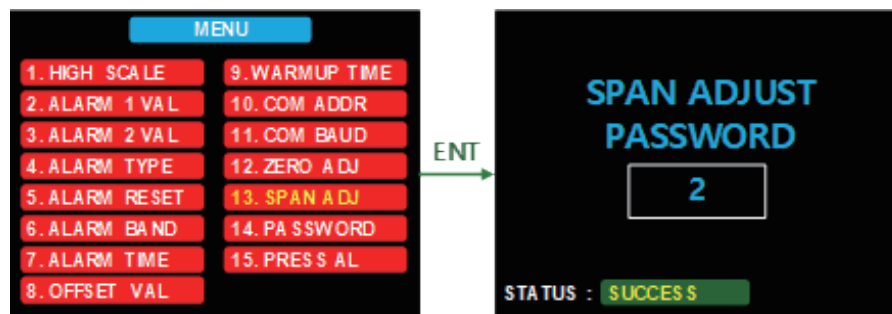 MENU
1. HIGH SCALE
2. ALARM 1 VAL
3. ALARM 2 VAL
4. ALARM TYPE
5. ALARM RESET
6. ALARM BAND
7. ALARM TIME
8. OFFSET VAL
9. WARMUP TIME
10. COM ADDR
11. COM BAUD
12. ZERO ADJ
13. SPAN ADJ
14. PASSWORD
15. PRESS AL
ENT
SPAN ADJUST
PASSWORD
2
STATUS : SUCCESS